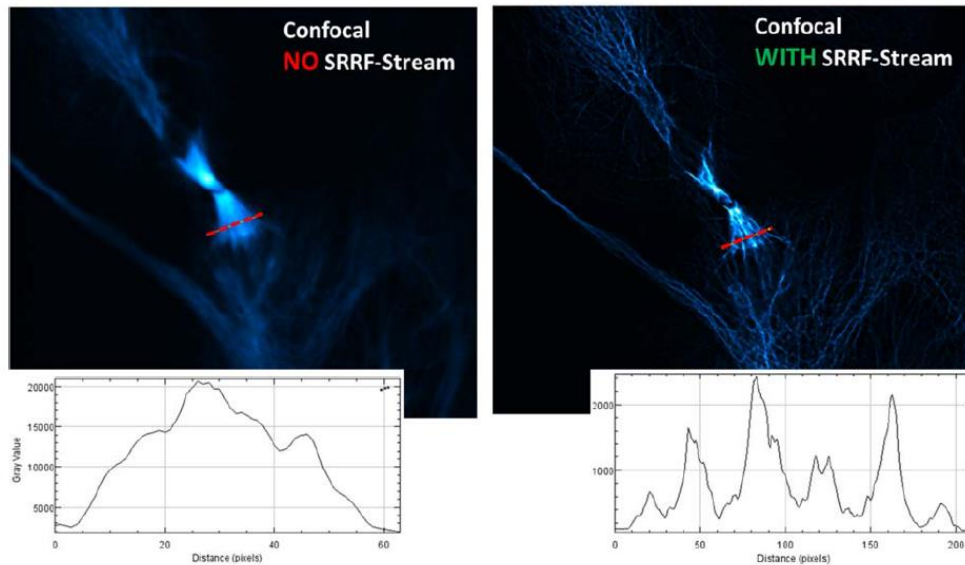 Confocal
NO SRRF-Stream
Confocal
WITH SRRF-Stream
20000
15000
10000
5000
Gray Value
0
20
40
60
Distance (pixels)
2000
1000
0
50
100
150
200
Distance (pixels)